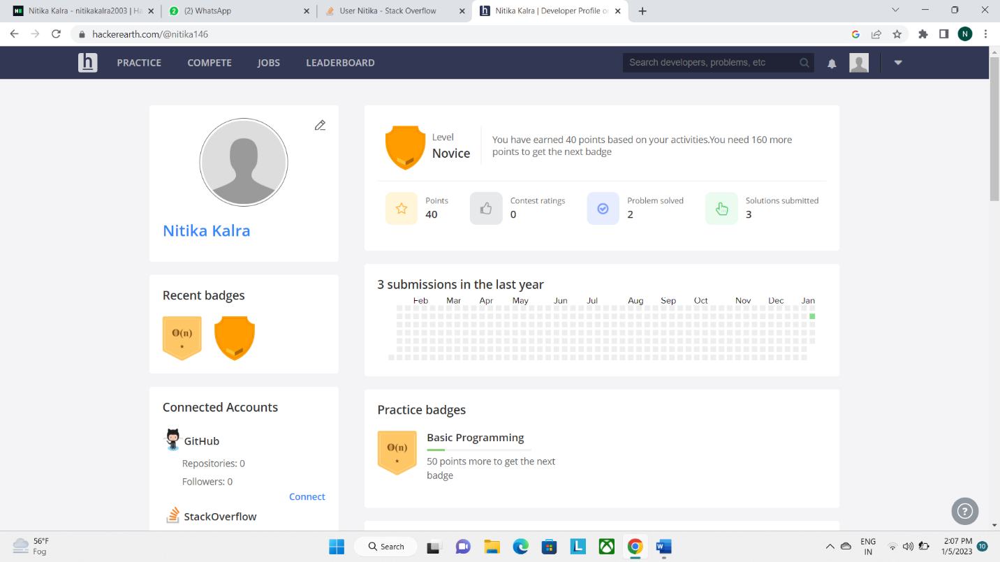 Nitika Kalra - nitikakalra2003 | Ha
(2) WhatsApp
User Nitika - Stack Overflow
Nitika Kalra | Developer Profile on
hackerearth.com/@nitika146
N
h
PRACTICE
COMPETE
JOBS
LEADERBOARD
Search developers, problems, etc
Nitika Kalra
Level
Novice
You have earned 40 points based on your activities.You need 160 more
points to get the next badge
Points
40
Contest ratings
0
Problem solved
2
Solutions submitted
3
Recent badges
O(n)
3 submissions in the last year
Feb Mar Apr May Jun Jul Aug Sep Oct Nov Dec Jan
Connected Accounts
GitHub
Repositories: 0
Followers: 0
Connect
StackOverflow
Practice badges
O(n)
Basic Programming
50 points more to get the next
badge
?
56°F
Fog
Search
ENG
IN
2:07 PM
1/5/2023
10